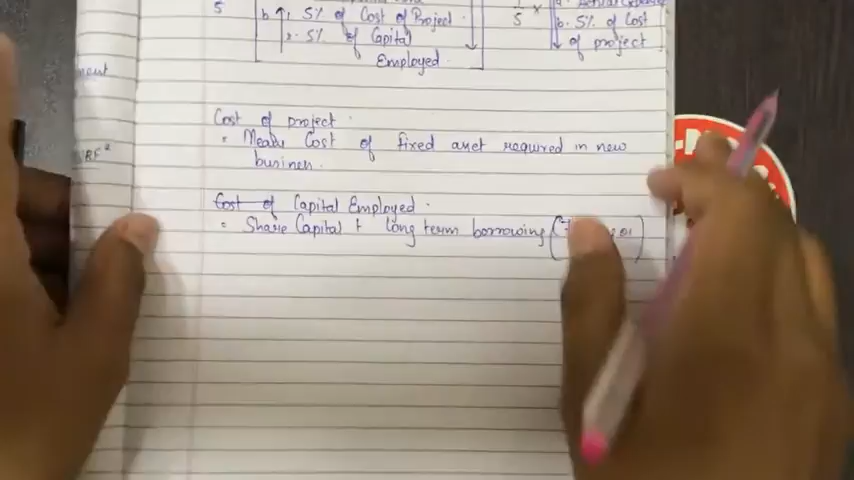 5
b 1. 5% of Cost of Project.
2. 5% of Capital
Employed.
5 ×
b. 5% of Cost
of project
Cost of project.
= Means Cost of fixed asset required in new
business.
Cost of Capital Employed.
= Share Capital + long term borrowing